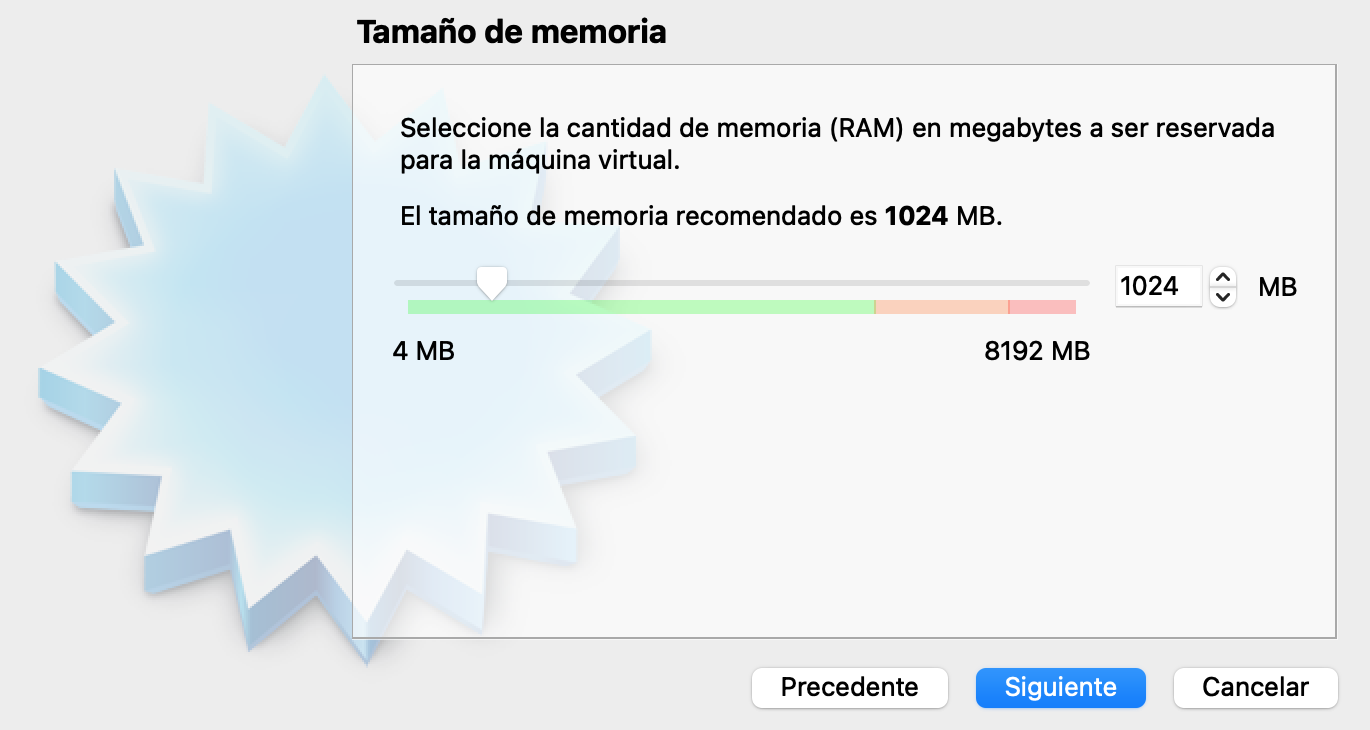 Tamaño de memoria
Seleccione la cantidad de memoria (RAM) en megabytes a ser reservada
para la máquina virtual.
El tamaño de memoria recomendado es 1024 MB.
1024 MB
4 MB 8192 MB
Precedente Siguiente Cancelar